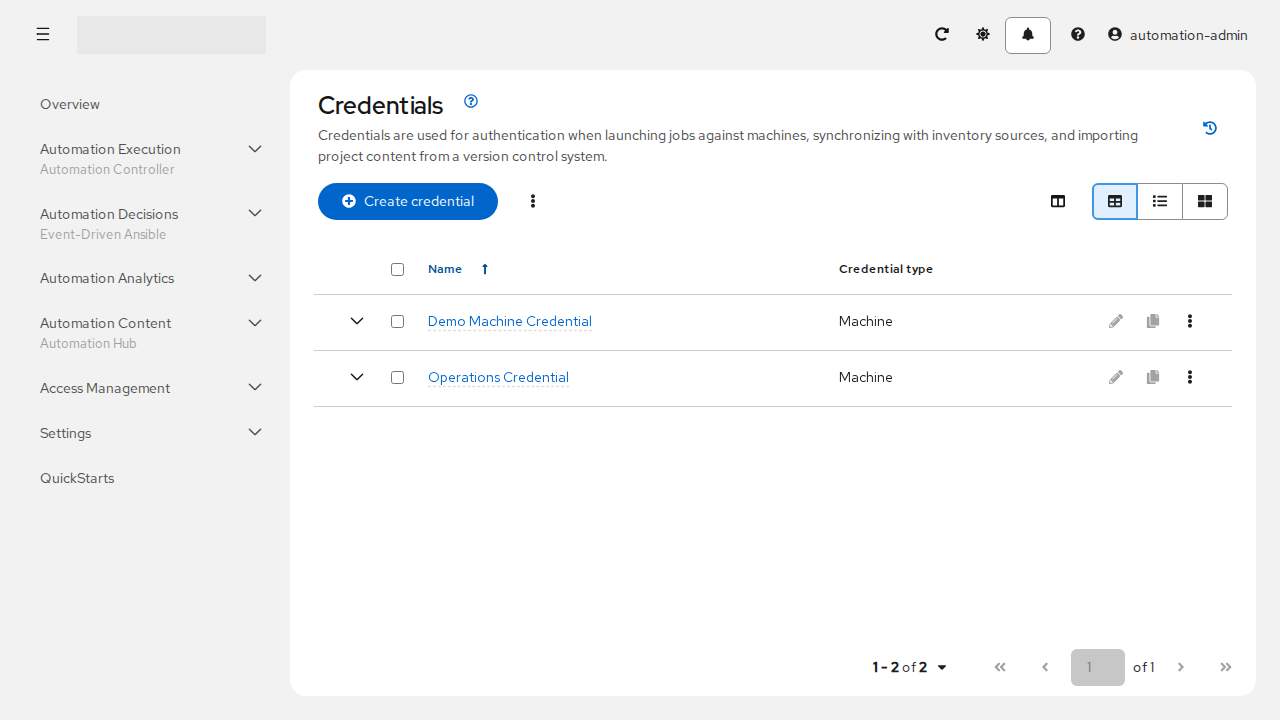 automation-admin
Overview
Automation Execution
Automation Controller
Automation Decisions
Event-Driven Ansible
Automation Analytics
Automation Content
Automation Hub
Access Management
Settings
QuickStarts
Credentials
Credentials are used for authentication when launching jobs against machines, synchronizing with inventory sources, and importing
project content from a version control system.
Create credential
Name Credential type
Demo Machine Credential Machine
Operations Credential Machine
1 - 2 of 2 1 of 1